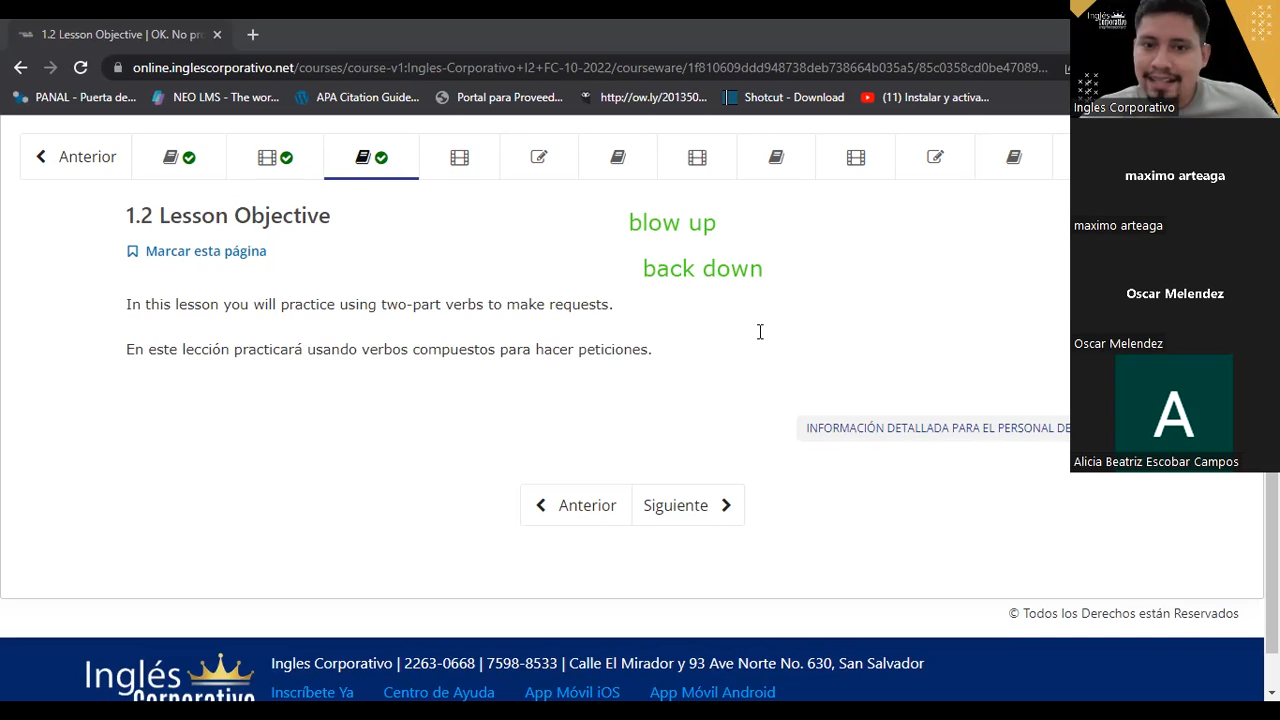 1.2 Lesson Objective | OK. No pro
online.inglescorporativo.net/courses/course-v1:Ingles-Corporativo+I2+FC-10-2022/courseware/1f810609ddd948738deb738664b035a5/85c0358cd0be47089...
PANAL - Puerta de...
NEO LMS - The wor...
APA Citation Guide...
Portal para Proveed...
http://ow.ly/201350...
Shotcut - Download
(11) Instalar y activa...
Inglés Corporativo
Ingles Corporativo
Anterior
maximo arteaga
maximo arteaga
1.2 Lesson Objective
blow up
Marcar esta página
back down
Oscar Melendez
Oscar Melendez
In this lesson you will practice using two-part verbs to make requests.
En este lección practicará usando verbos compuestos para hacer peticiones.
A
Alicia Beatriz Escobar Campos
INFORMACIÓN DETALLADA PARA EL PERSONAL DE
Anterior
Siguiente
© Todos los Derechos están Reservados
Inglés Corporativo
Ingles Corporativo | 2263-0668 | 7598-8533 | Calle El Mirador y 93 Ave Norte No. 630, San Salvador
Inscríbete Ya
Centro de Ayuda
App Móvil iOS
App Móvil Android